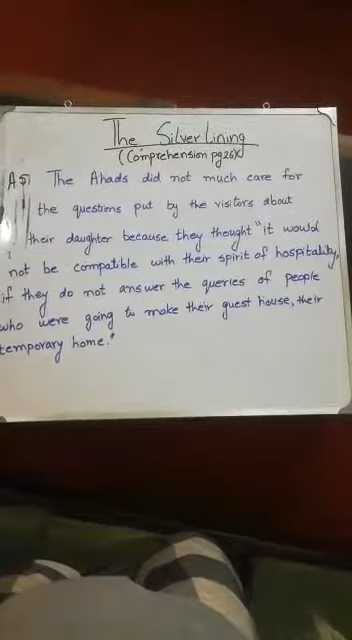 The Silver Lining
(Comprehension pg 26)
A5) The Ahads did not much care for
the questions put by the visitors about
their daughter because they thought "it would
not be compatible with their spirit of hospitality,
if they do not answer the queries of people
who were going to make their guest house, their
temporary home."